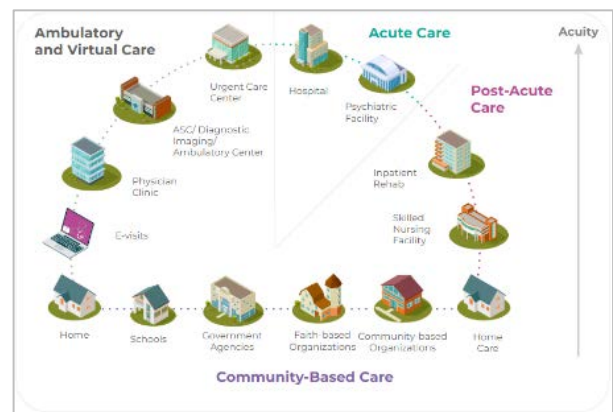 Ambulatory
and Virtual Care
Acute Care
Acuity
Urgent Care
Center
Hospital
Psychiatric
Facility
Post-Acute
Care
ASC/ Diagnostic
Imaging/
Ambulatory Center
Physician
Clinic
Inpatient
Rehab
E-visits
Skilled
Nursing
Facility
Home
Schools
Government
Agencies
Faith-based
Organizations
Community-based
Organizations
Home
Care
Community-Based Care